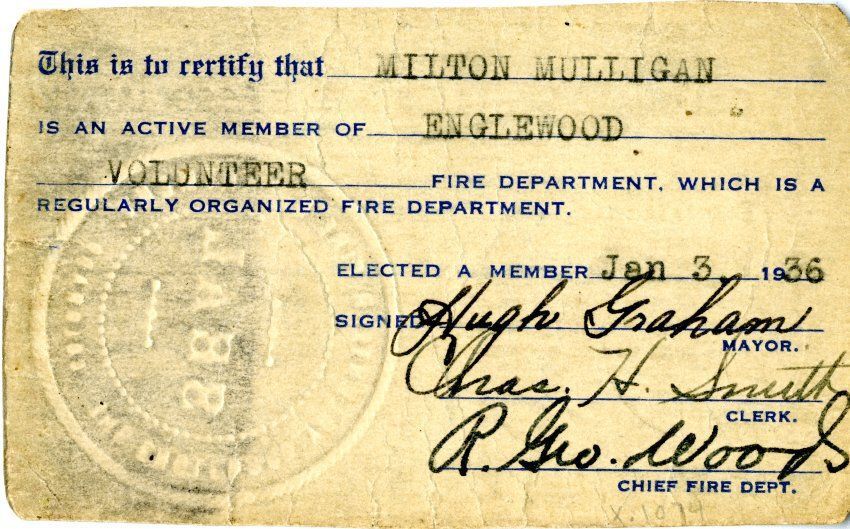 This is to certify that MILTON MULLIGAN
IS AN ACTIVE MEMBER OF ENGLEWOOD
VOLUNTEER FIRE DEPARTMENT, WHICH IS A
REGULARLY ORGANIZED FIRE DEPARTMENT.
ELECTED A MEMBER Jan 3, 1936
SIGNED Hugh Graham
MAYOR.
Chas. H. Smith
CLERK.
R. Geo. Woods
CHIEF FIRE DEPT.
X.1074